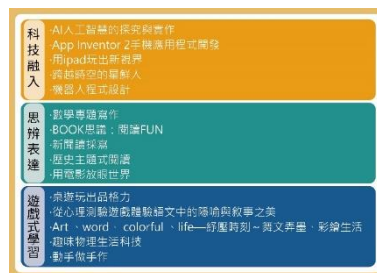 科技融入
·AI人工智慧的探究與實作
·App Inventor 2手機應用程式開發
·用ipad玩出新視界
·跨越時空的星鮮人
·機器人程式設計
思辨表達
·數學專題寫作
·BOOK思議：閱讀FUN
·新聞讀採寫
·歷史主題式閱讀
·用電影放眼世界
遊戲式學習
·桌遊玩出品格力
·從心理測驗遊戲體驗語文中的隱喻與敘事之美
·Art、word、colorful、life—紓壓時刻~舞文弄墨、彩繪生活
·趣味物理生活科技
·動手做手作